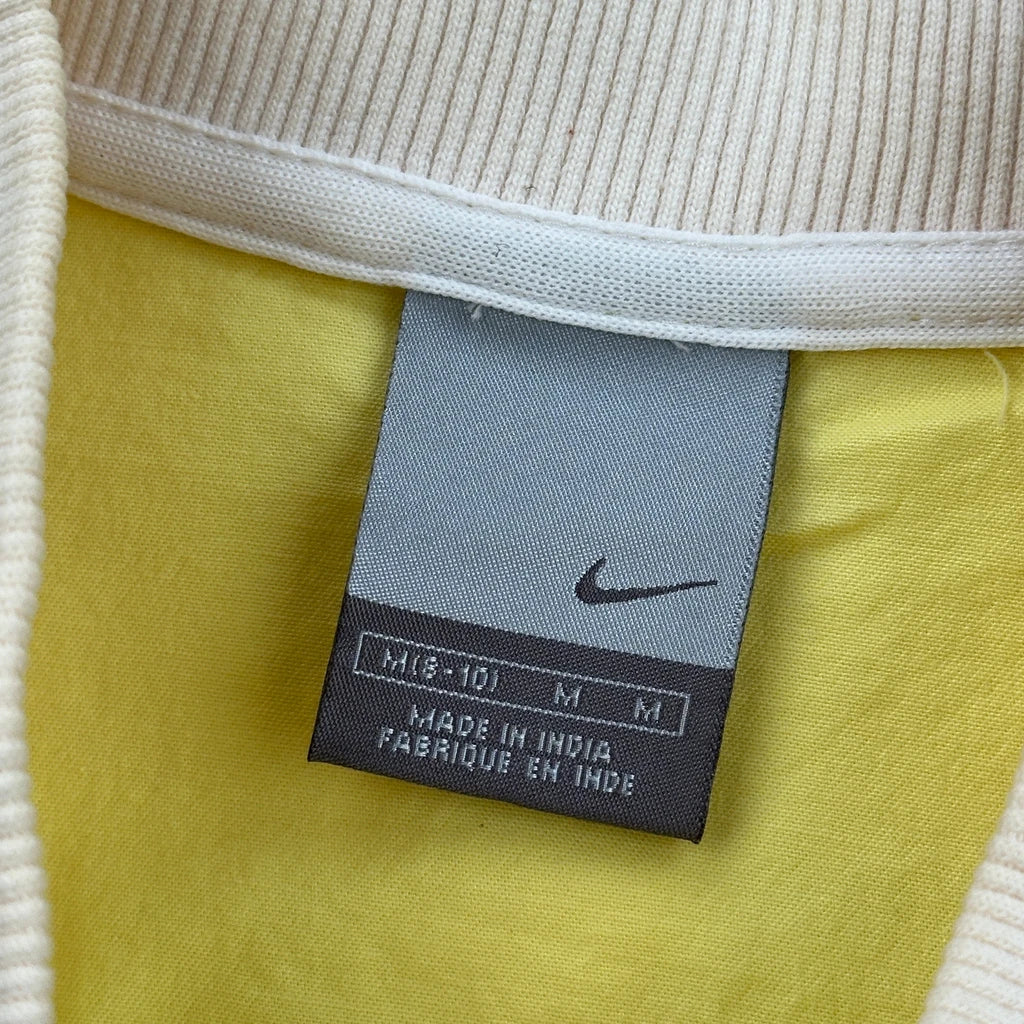 M(8-10) M M
MADE IN INDIA
FABRIQUE EN INDE